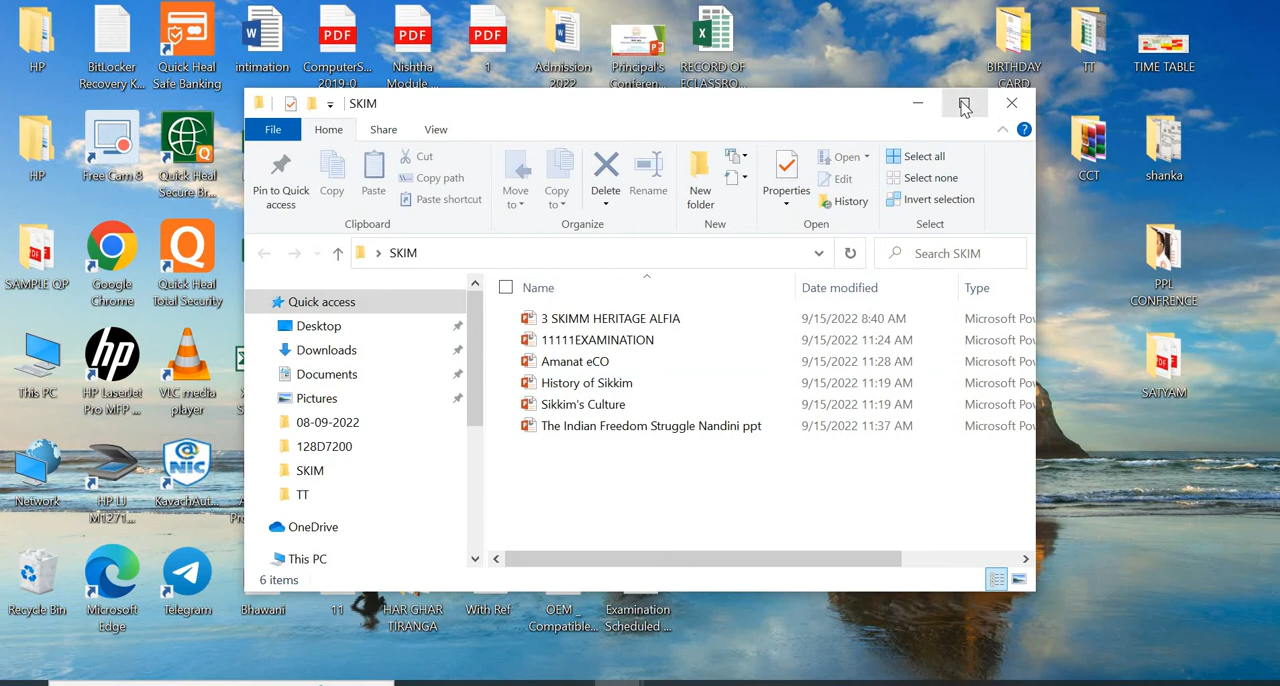 HP
BitLocker
Recovery K...
Quick Heal
Safe Banking
intimation
ComputerS...
2019-0
Nishtha
Module
1
Admission
2022
Principal's
Conferen...
RECORD OF
ECLASSRO...
BIRTHDAY
CARD
TT
TIME TABLE
SKIM
File
Home
Share
View
Pin to Quick
access
Copy
Paste
Cut
Copy path
Paste shortcut
Clipboard
Move
to
Copy
to
Delete
Rename
Organize
New
folder
New
Properties
Open
Edit
History
Open
Select all
Select none
Invert selection
Select
SKIM
Search SKIM
Name
Date modified
Type
3 SKIMM HERITAGE ALFIA 9/15/2022 8:40 AM Microsoft Pov
11111EXAMINATION 9/15/2022 11:24 AM Microsoft Pov
Amanat eCO 9/15/2022 11:28 AM Microsoft Pov
History of Sikkim 9/15/2022 11:19 AM Microsoft Pov
Sikkim's Culture 9/15/2022 11:19 AM Microsoft Pov
The Indian Freedom Struggle Nandini ppt 9/15/2022 11:37 AM Microsoft Pov
Quick access
Desktop
Downloads
Documents
Pictures
08-09-2022
128D7200
SKIM
TT
OneDrive
This PC
6 items
HP
Free Cam 8
Quick Heal
Secure Br...
SAMPLE QP
Google
Chrome
Quick Heal
Total Security
This PC
HP LaserJet
Pro MFP ...
VLC media
player
Network
HP LJ
M1271...
KavachAut...
Recycle Bin
Microsoft
Edge
Telegram
Bhawani
11
HAR GHAR
TIRANGA
With Ref
OEM _
Compatible...
Examination
Scheduled ...
CCT
shanka
PPL
CONFRENCE
SATYAM